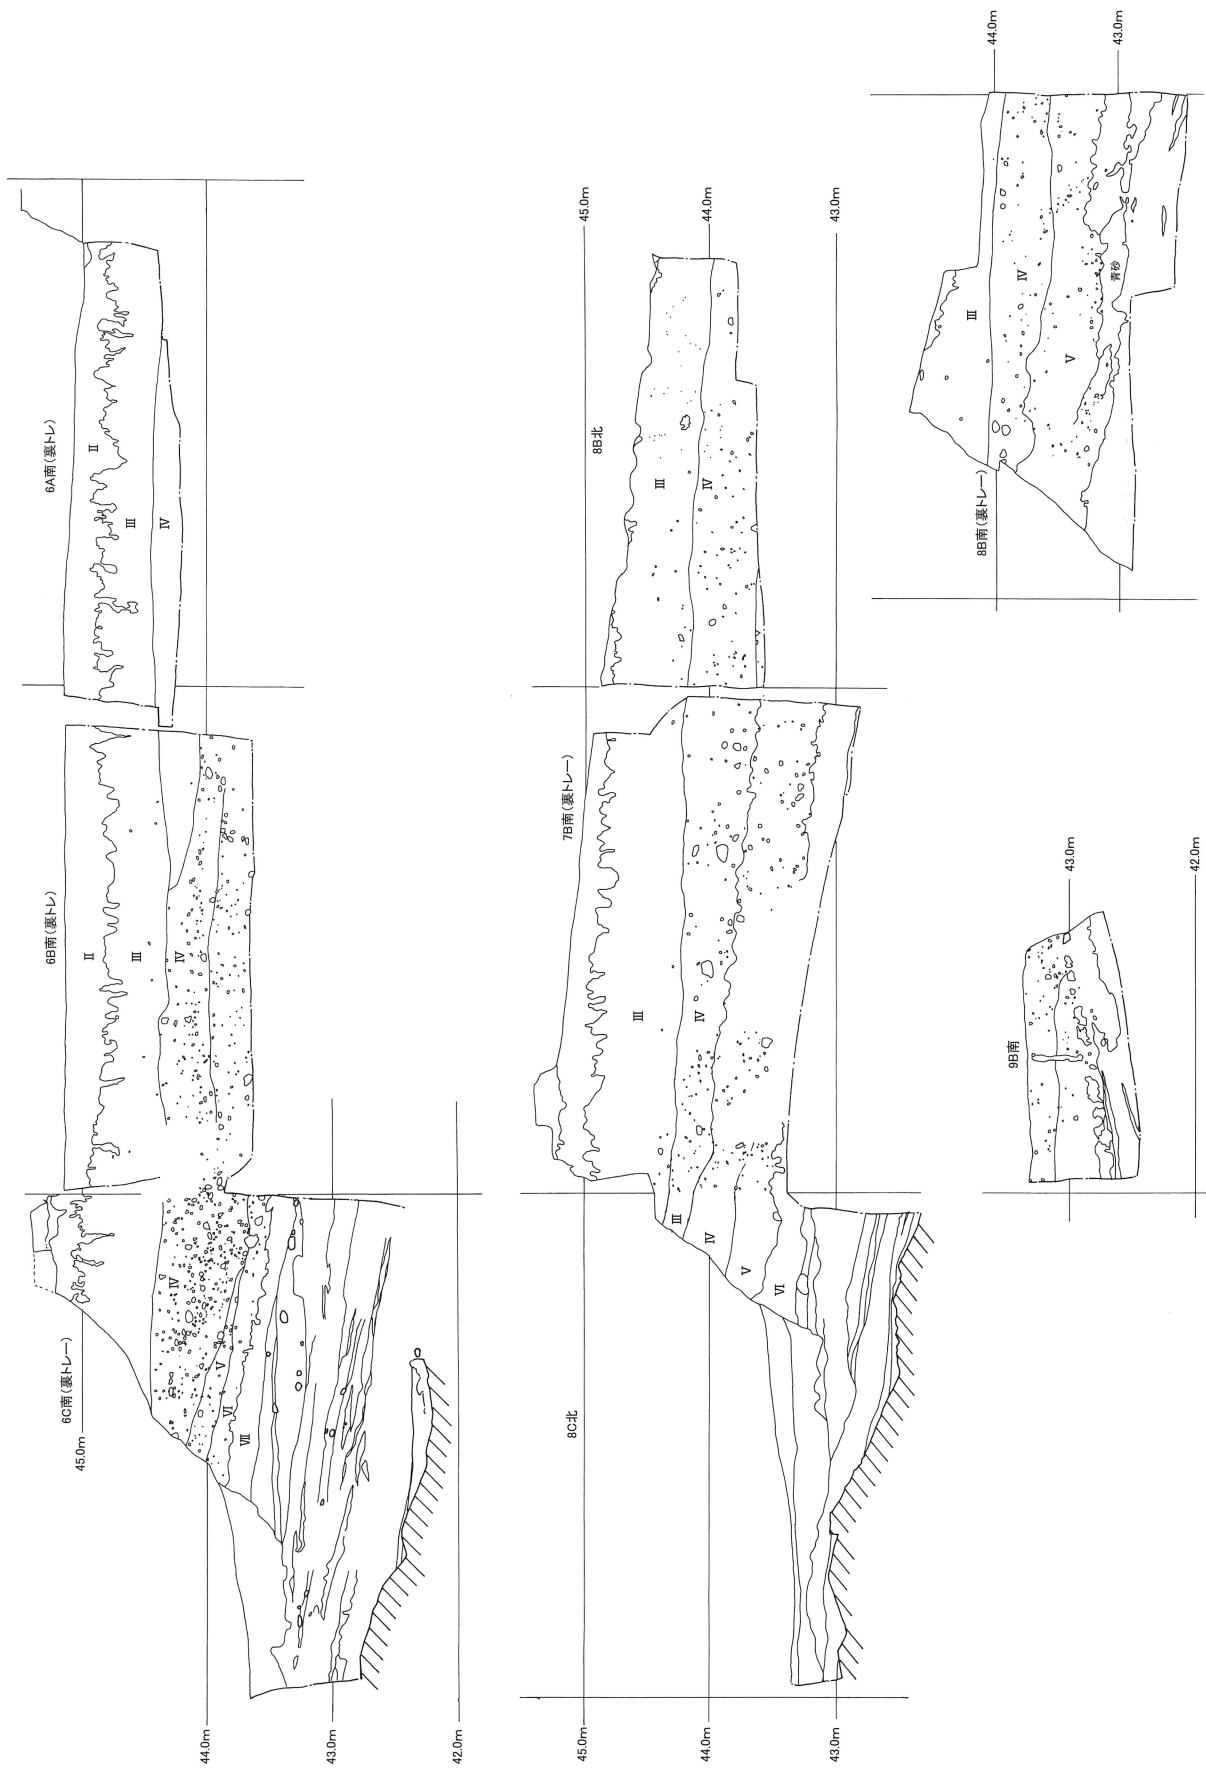 6C南(裏トレー)
6B南(裏トレ)
6A南(裏トレ)
45.0m
44.0m
43.0m
42.0m
Ⅳ
Ⅴ
Ⅵ
Ⅶ
Ⅱ
Ⅲ
Ⅳ
Ⅱ
Ⅲ
Ⅳ
8C北
7B南(裏トレー)
8B北
45.0m
44.0m
43.0m
45.0m
44.0m
43.0m
Ⅲ
Ⅳ
Ⅴ
Ⅵ
Ⅲ
Ⅳ
Ⅲ
Ⅳ
9B南
43.0m
42.0m
8B南(裏トレー)
44.0m
43.0m
Ⅲ
Ⅳ
Ⅴ
青砂